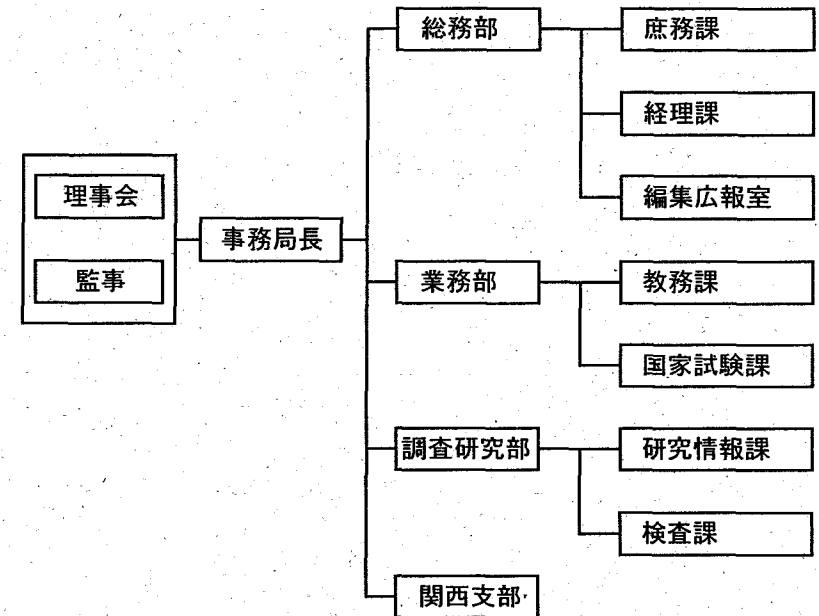 理事会
監事
事務局長
総務部
庶務課
経理課
編集広報室
業務部
教務課
国家試験課
調査研究部
研究情報課
検査課
関西支部